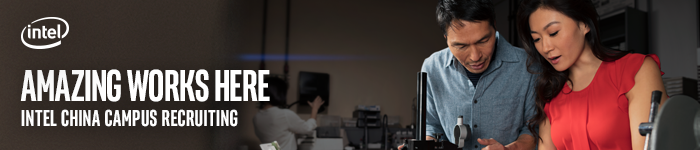 intel
AMAZING WORKS HERE
INTEL CHINA CAMPUS RECRUITING